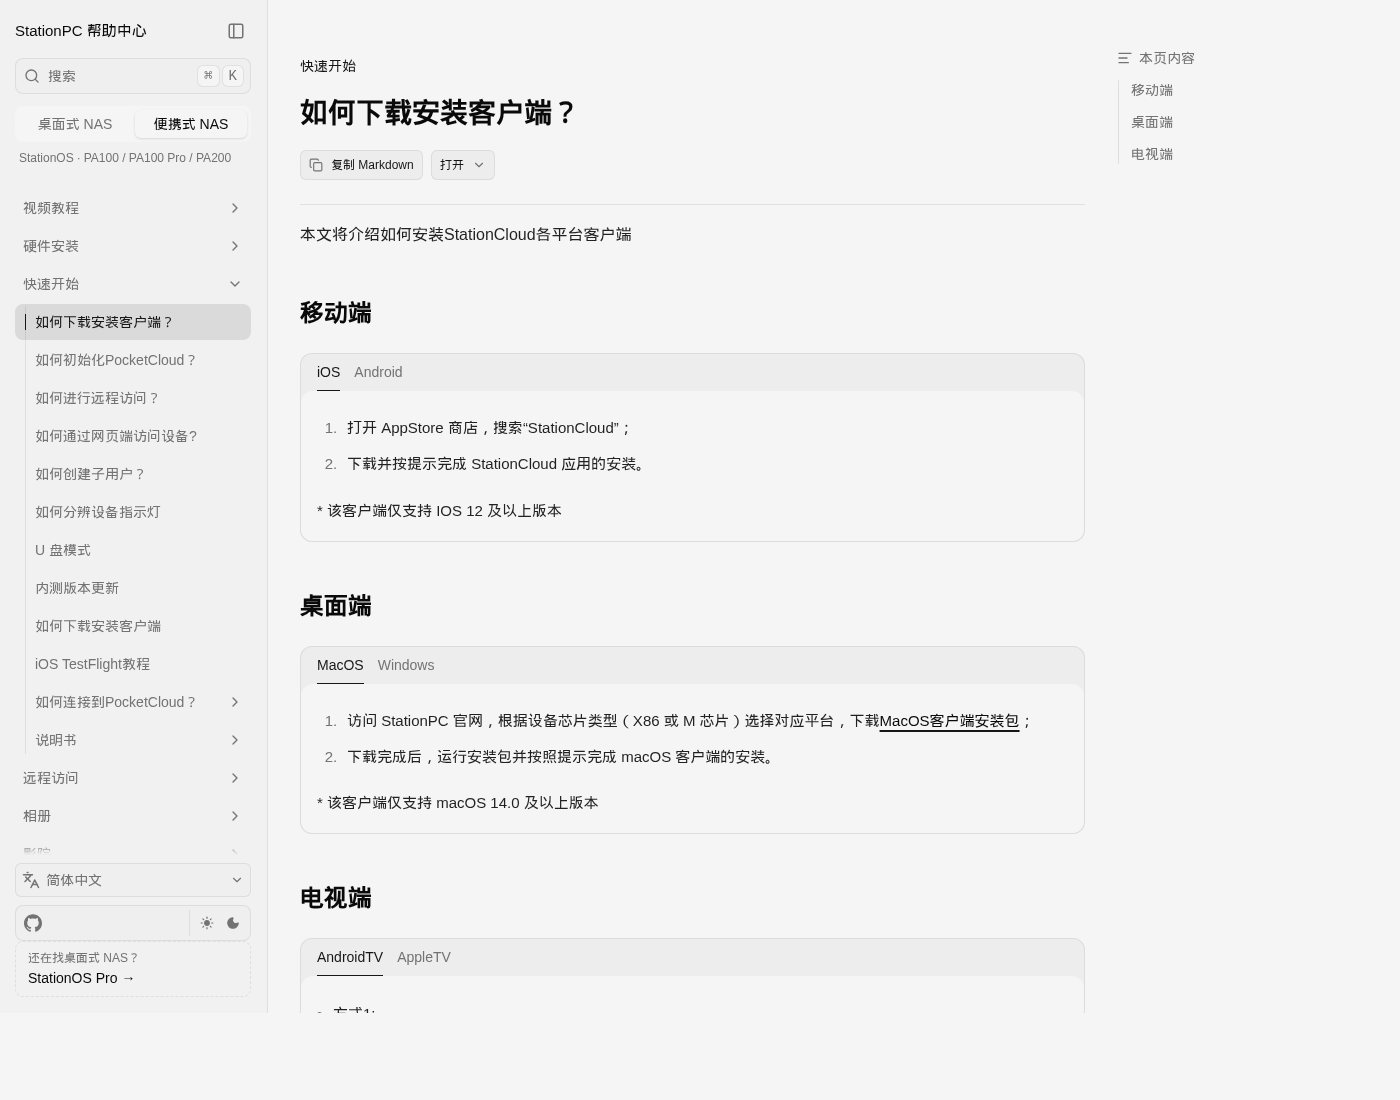 StationPC 帮助中心
搜索
⌘ K
桌面式 NAS
便携式 NAS
StationOS · PA100 / PA100 Pro / PA200
视频教程
硬件安装
快速开始
如何下载安装客户端？
如何初始化PocketCloud？
如何进行远程访问？
如何通过网页端访问设备?
如何创建子用户？
如何分辨设备指示灯
U 盘模式
内测版本更新
如何下载安装客户端
iOS TestFlight教程
如何连接到PocketCloud？
说明书
远程访问
相册
影院
简体中文
还在找桌面式 NAS？
StationOS Pro →
快速开始
如何下载安装客户端？
复制 Markdown
打开
本文将介绍如何安装StationCloud各平台客户端
移动端
iOS
Android
1. 打开 AppStore 商店，搜索“StationCloud”；
2. 下载并按提示完成 StationCloud 应用的安装。
* 该客户端仅支持 IOS 12 及以上版本
桌面端
MacOS
Windows
1. 访问 StationPC 官网，根据设备芯片类型（X86 或 M 芯片）选择对应平台，下载MacOS客户端安装包；
2. 下载完成后，运行安装包并按照提示完成 macOS 客户端的安装。
* 该客户端仅支持 macOS 14.0 及以上版本
电视端
AndroidTV
AppleTV
方式1:
本页内容
移动端
桌面端
电视端